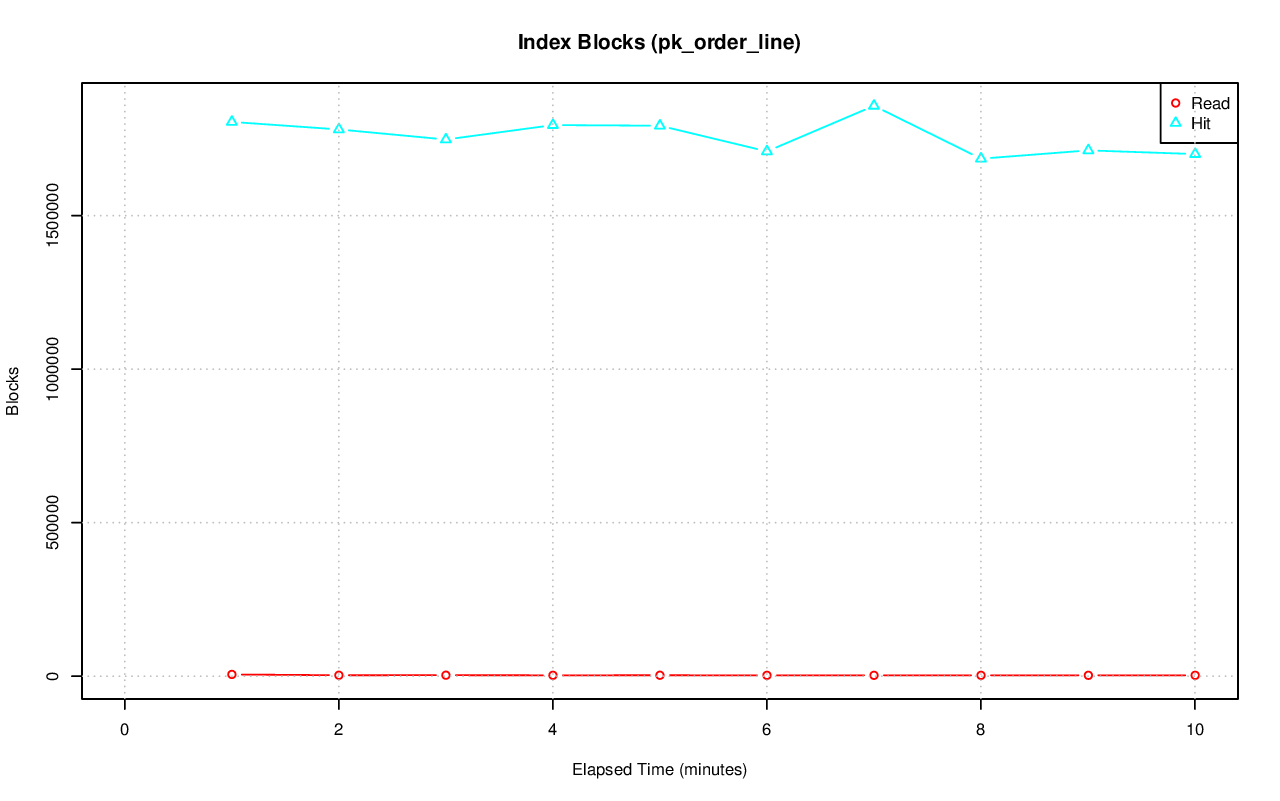 Index Blocks (pk_order_line)
Read
Hit
1500000
1000000
500000
0
Blocks
0 2 4 6 8 10
Elapsed Time (minutes)